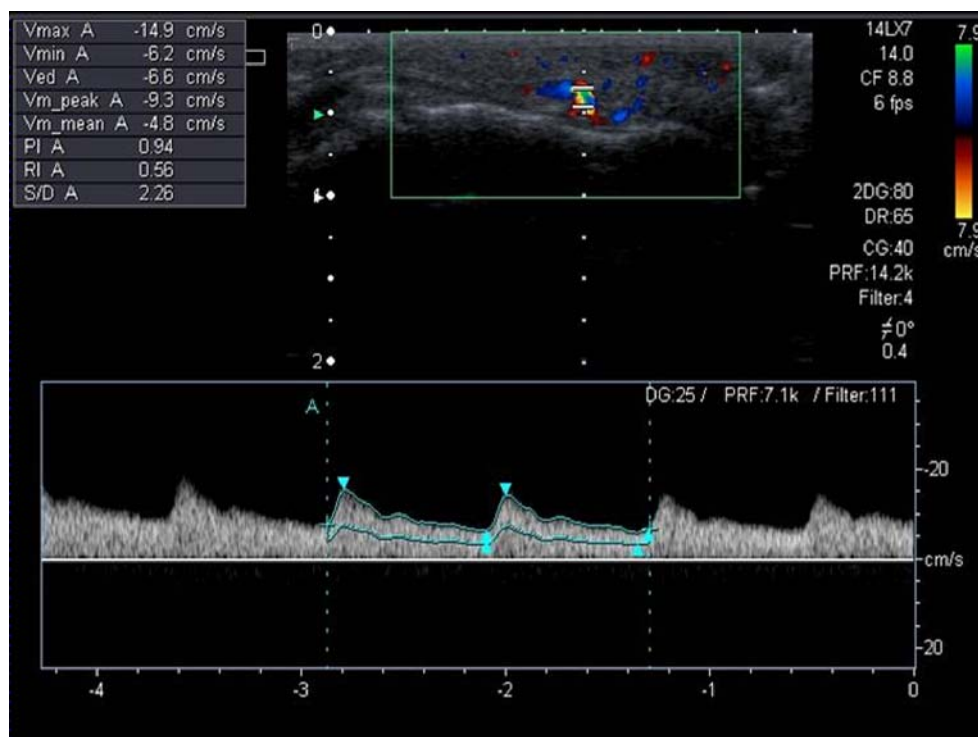 Vmax A -14.9 cm/s
Vmin A -6.2 cm/s
Ved A -6.6 cm/s
Vm_peak A -9.3 cm/s
Vm_mean A -4.8 cm/s
PI A 0.94
RI A 0.56
S/D A 2.26
0
1
2
14LX7
14.0
CF 8.8
6 fps
2DG:80
DR:65
CG:40
PRF:14.2k
Filter:4
≠0°
0.4
7.9
7.9
cm/s
A
DG:25 / PRF:7.1k / Filter:111
-20
cm/s
20
-4 -3 -2 -1 0